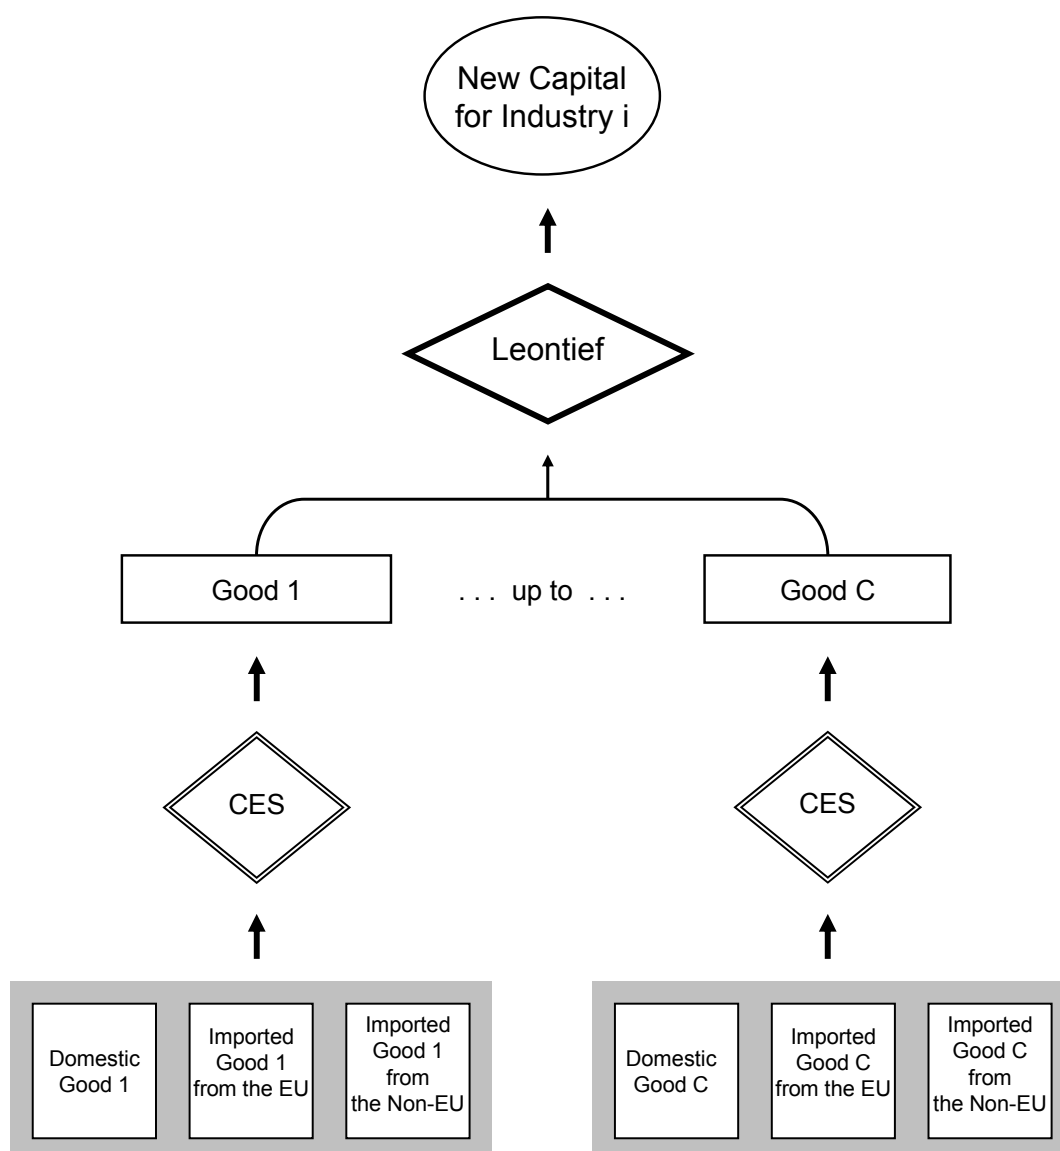 New Capital
for Industry i
Leontief
Good 1
. . . up to . . .
Good C
CES
CES
Domestic
Good 1
Imported
Good 1
from the EU
Imported
Good 1
from
the Non-EU
Domestic
Good C
Imported
Good C
from the EU
Imported
Good C
from
the Non-EU